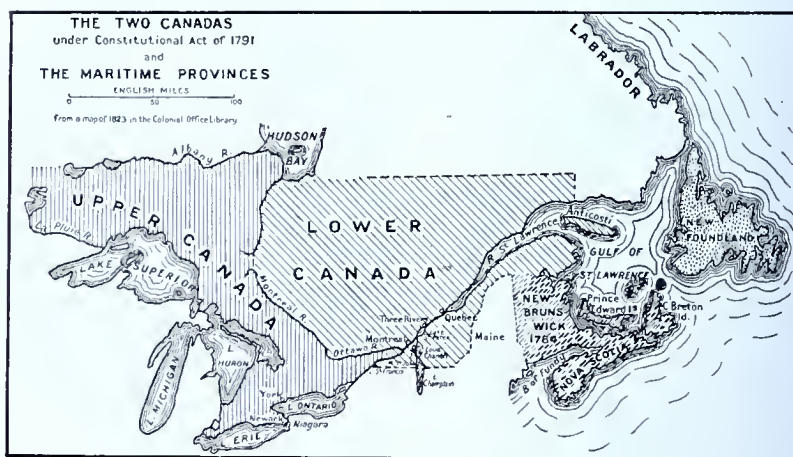 THE TWO CANADAS
under Constitutional Act of 1791
and
THE MARITIME PROVINCES
ENGLISH MILES
0 50 100
From a map of 1823 in the Colonial Office Library
LABRADOR
HUDSON
BAY
Albany R.
UPPER CANADA
La Pluie R.
LAKE SUPERIOR
LOWER
CANADA
R. St. Lawrence
Anticosti
GULF OF
ST LAWRENCE
NEW
FOUNDLAND
Montreal R.
Ottawa R.
Three Rivers
Quebec
Montreal
Maine
NEW
BRUNS
WICK
1784
Prince
Edward Is
C. Breton
Id.
B. of Fundy
NOVA SCOTIA
L. MICHIGAN
L.
HURON
York
L. ONTARIO
Newark
Niagara
ERIE
L.
Champlain